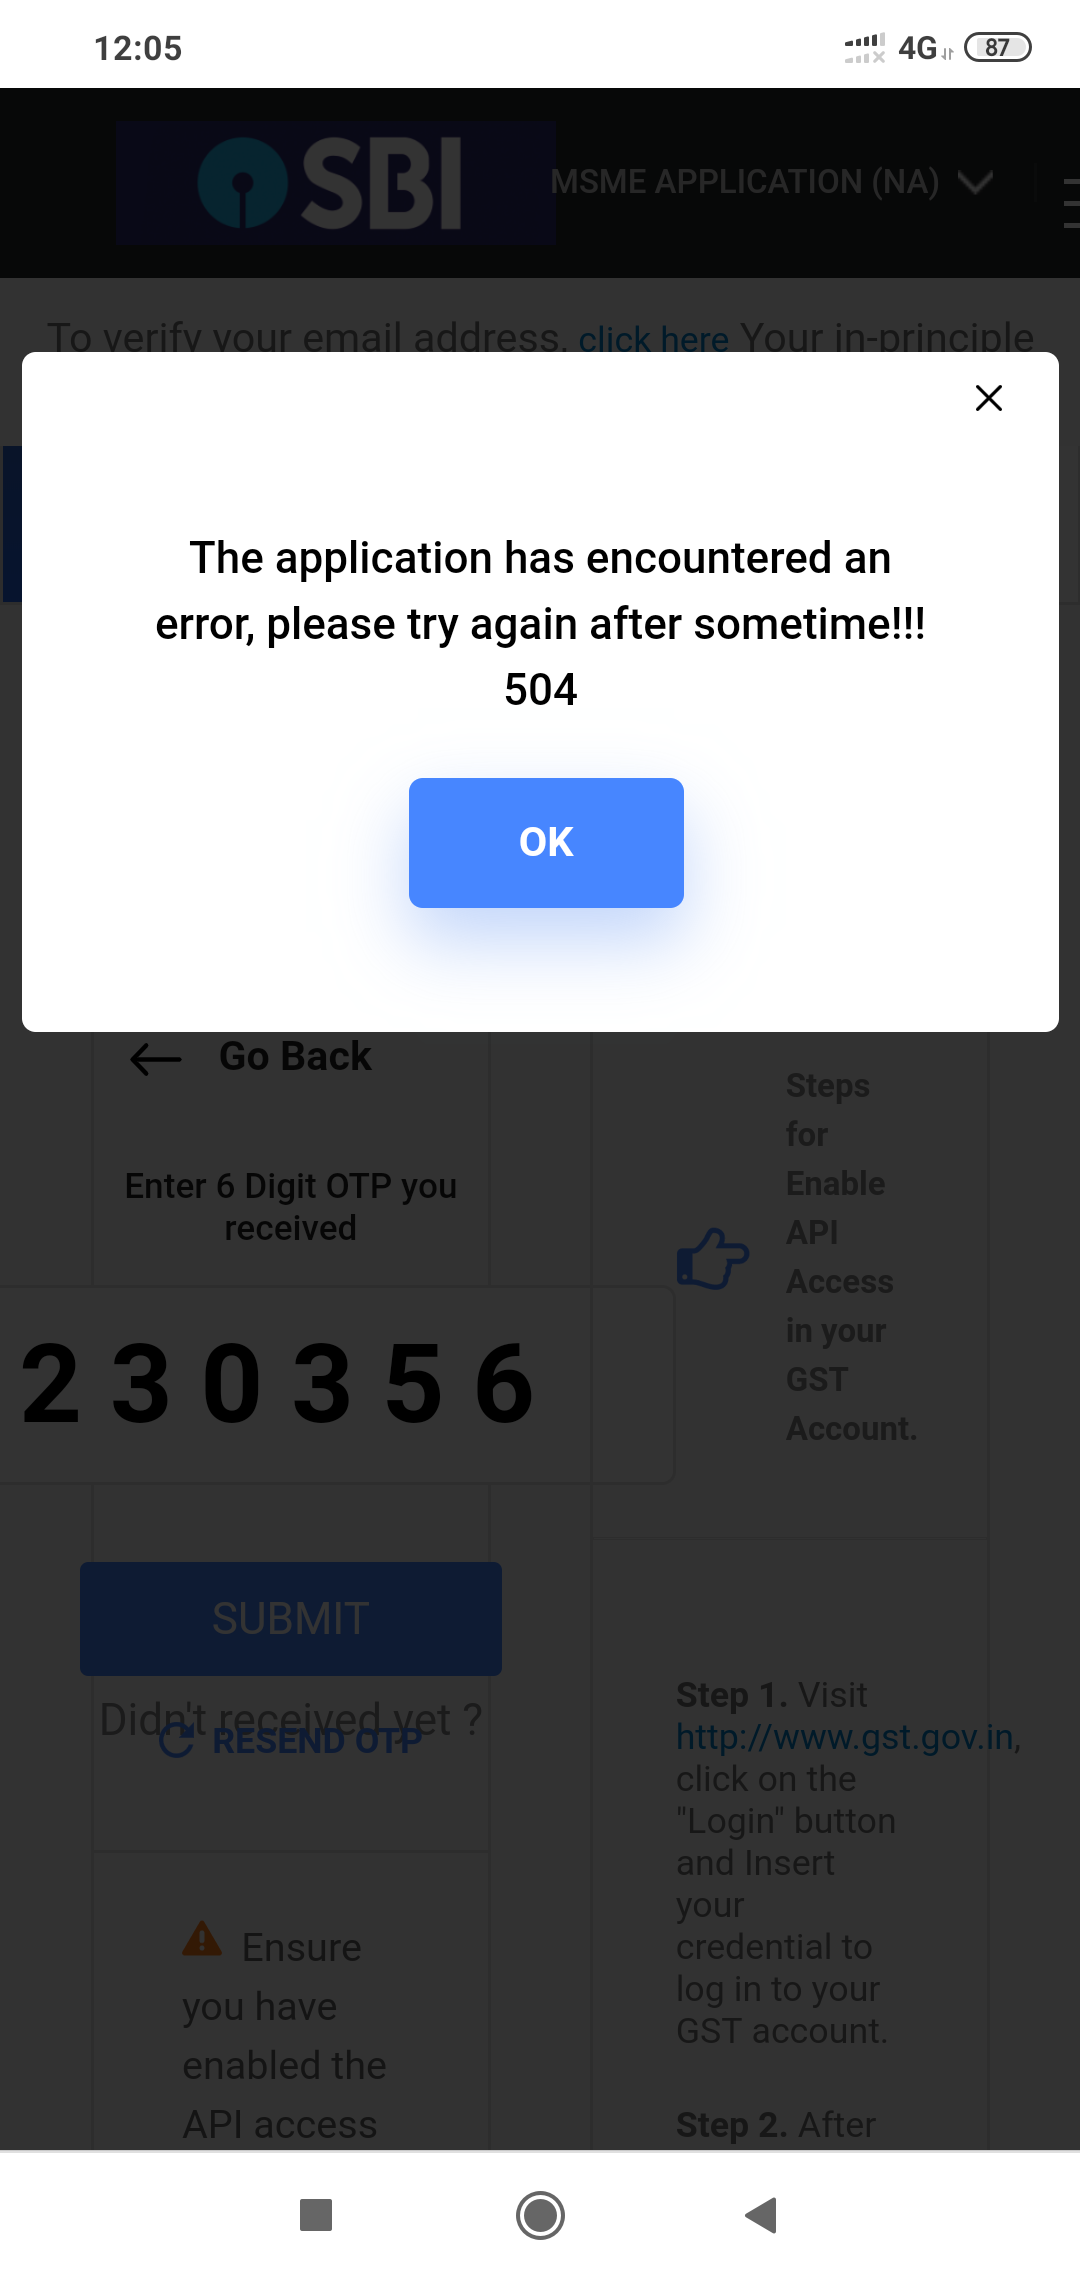 12:05
4G
87
SBI
MSME APPLICATION (NA)
To verify your email address, click here Your in-principle
The application has encountered an
error, please try again after sometime!!!
504
OK
Go Back
Enter 6 Digit OTP you
received
2 3 0 3 5 6
SUBMIT
Didn't received yet ?
RESEND OTP
Ensure
you have
enabled the
API access
Steps
for
Enable
API
Access
in your
GST
Account.
Step 1. Visit
http://www.gst.gov.in,
click on the
"Login" button
and Insert
your
credential to
log in to your
GST account.
Step 2. After